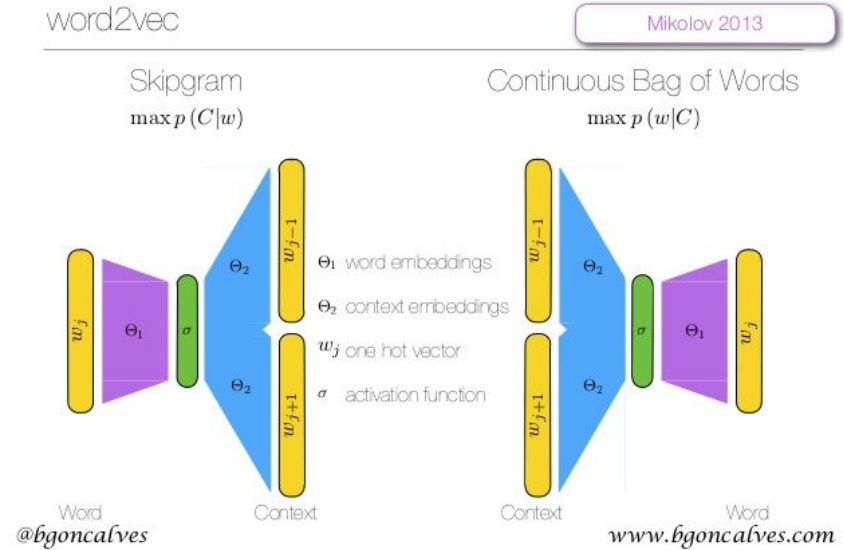 word2vec
Mikolov 2013
Skipgram
max p (C|w)
Continuous Bag of Words
max p (w|C)
w_j
Θ₁
σ
Θ₂
Θ₂
w_{j−1}
w_{j+1}
Θ₁ word embeddings
Θ₂ context embeddings
w_j one hot vector
σ activation function
w_{j−1}
w_{j+1}
Θ₂
Θ₂
σ
Θ₁
w_j
Word
Context
Context
Word
@bgoncalves
www.bgoncalves.com